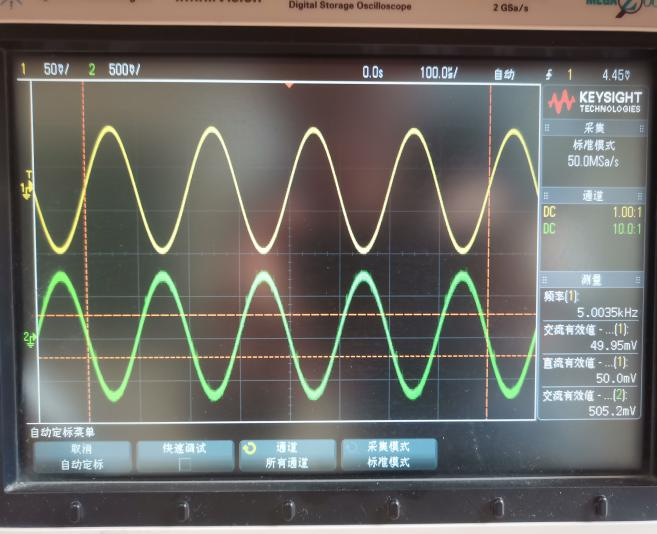 Digital Storage Oscilloscope
2 GSa/s
1 50mV/ 2 500mV/ 0.0s 100.0µs/ 自动 1 4.45mV
KEYSIGHT
TECHNOLOGIES
采集
标准模式
50.0MSa/s
通道
DC 1.00:1
DC 10.0:1
测量
频率(1):
5.0035kHz
交流有效值 - ...(1):
49.95mV
直流有效值 - ...(1):
50.0mV
交流有效值 - ...(2):
505.2mV
T
1
2
自动定标菜单
取消
自动定标
快速调试
通道
所有通道
采集模式
标准模式